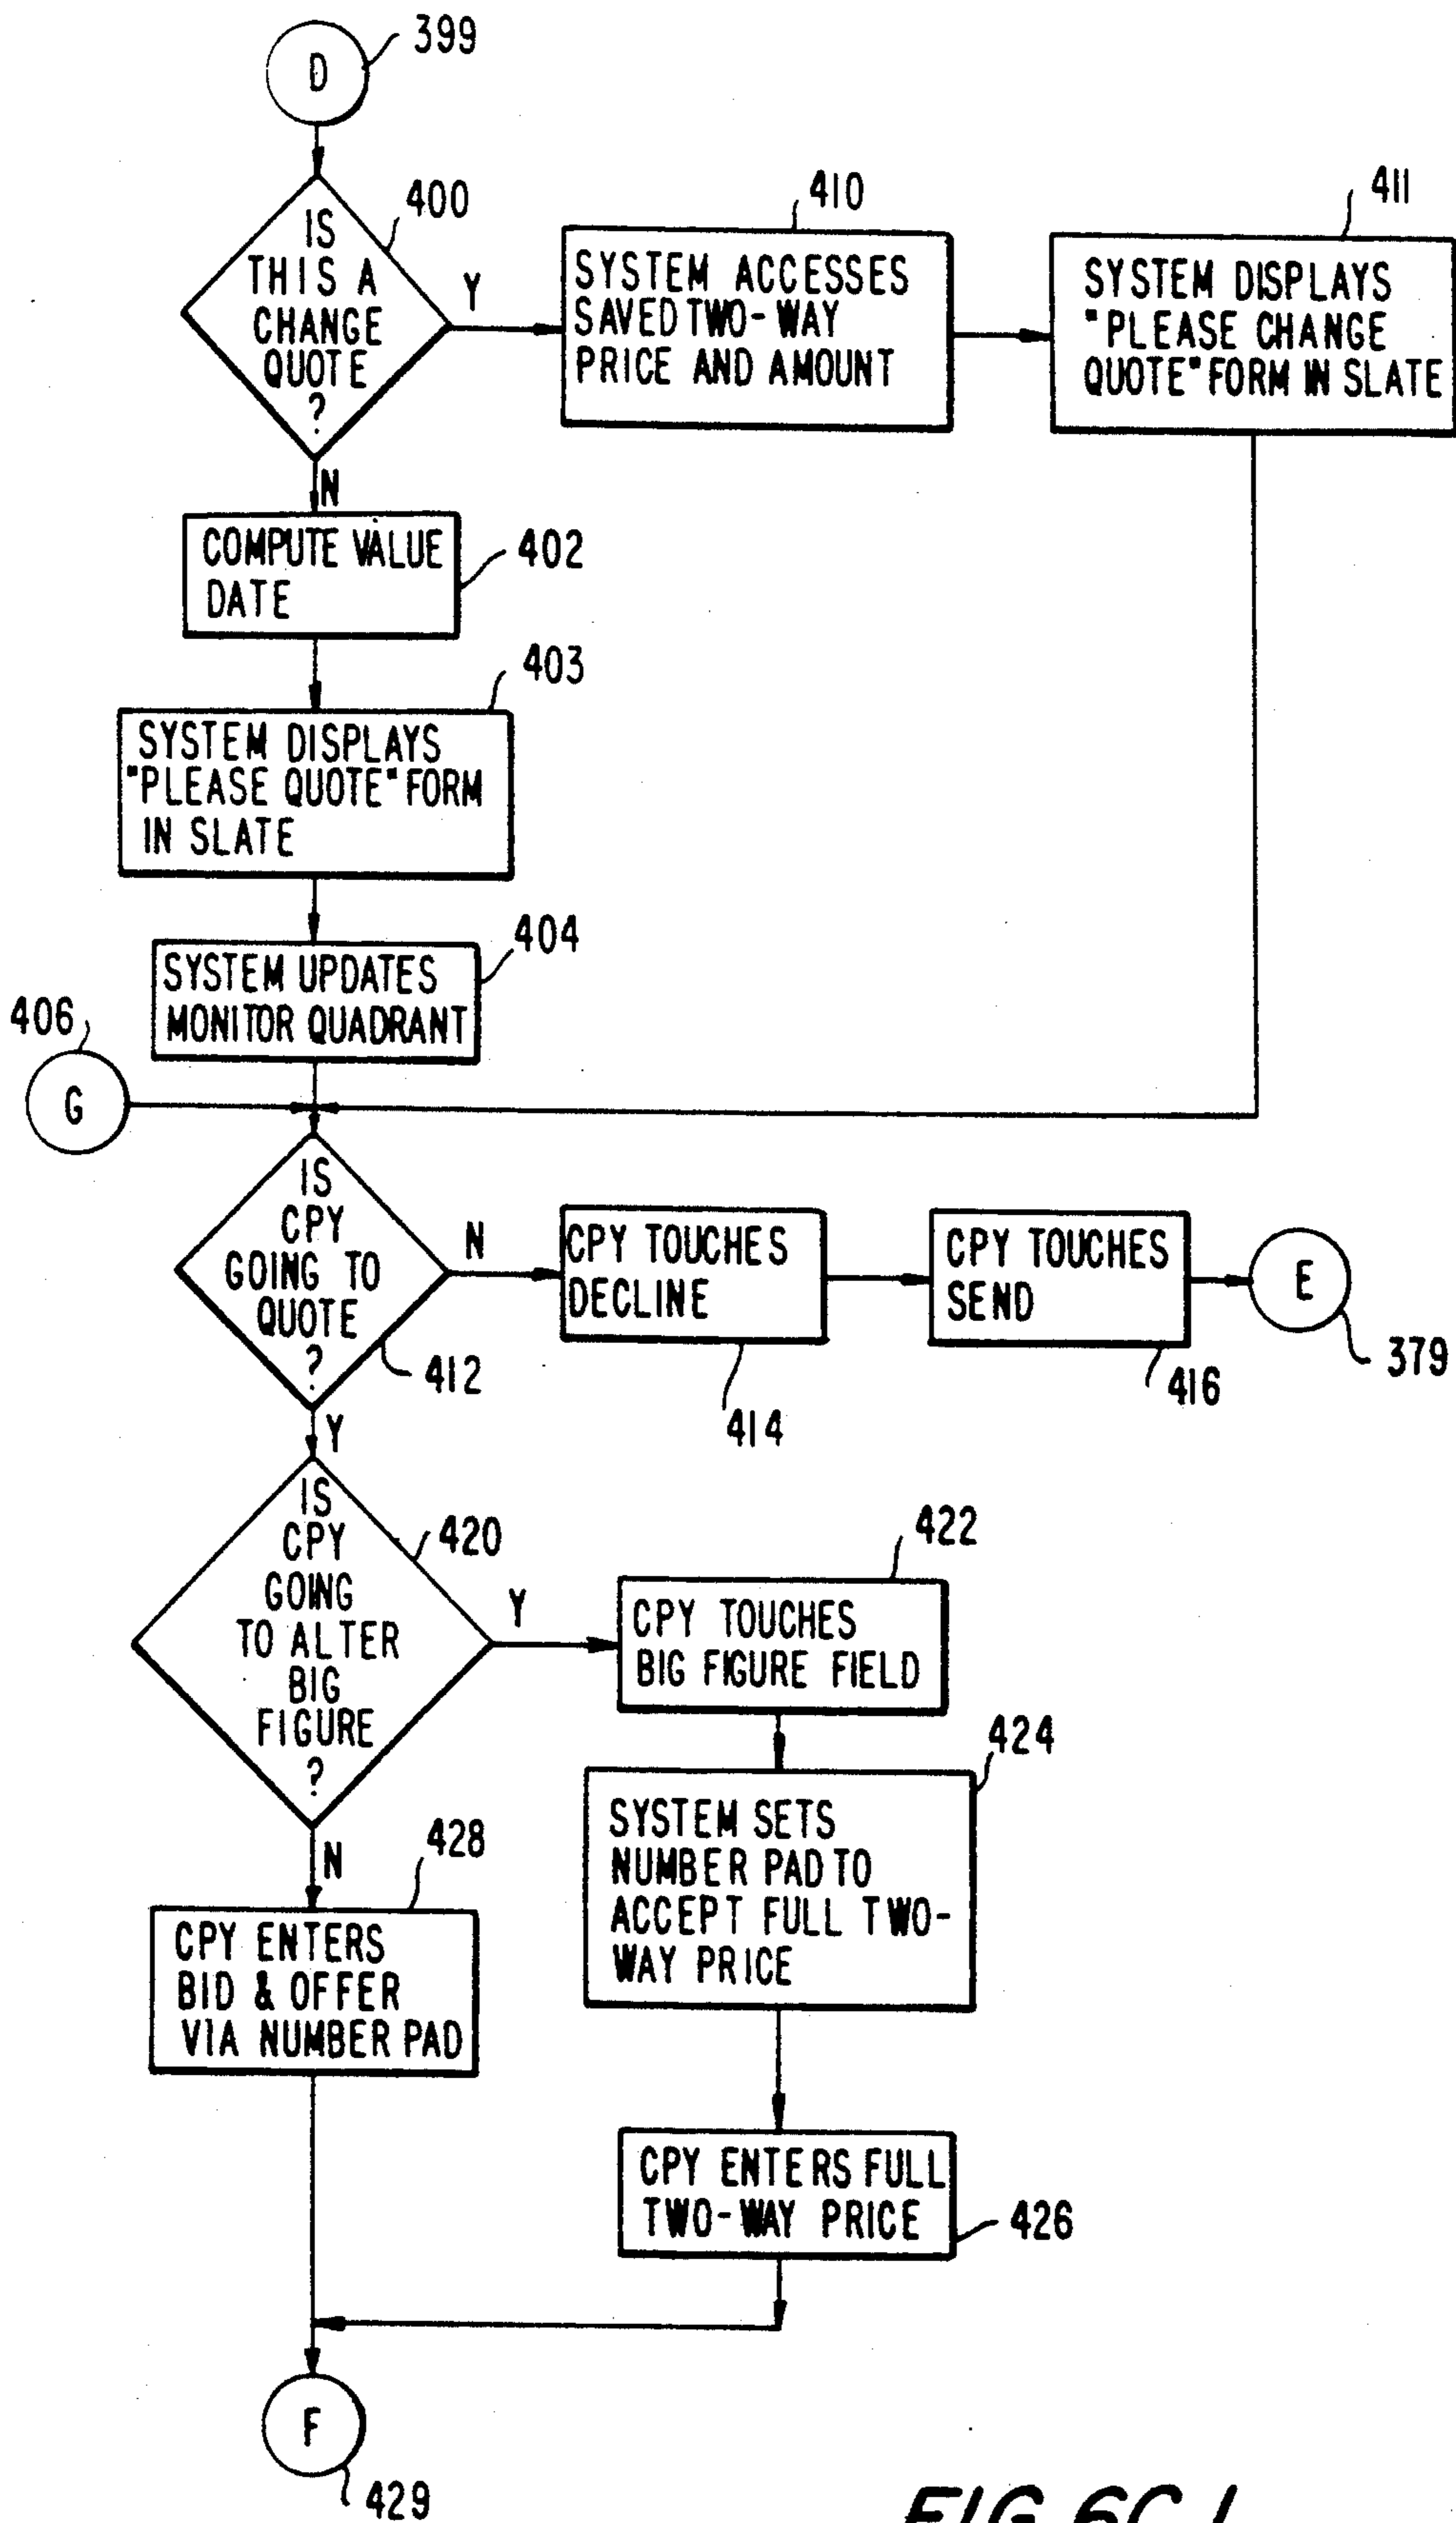 D
399
IS
THIS A
CHANGE
QUOTE
?
400
Y
410
SYSTEM ACCESSES
SAVED TWO-WAY
PRICE AND AMOUNT
411
SYSTEM DISPLAYS
"PLEASE CHANGE
QUOTE" FORM IN SLATE
N
COMPUTE VALUE
DATE
402
403
SYSTEM DISPLAYS
"PLEASE QUOTE" FORM
IN SLATE
404
SYSTEM UPDATES
MONITOR QUADRANT
406
G
IS
CPY
GOING TO
QUOTE
?
412
N
CPY TOUCHES
DECLINE
414
CPY TOUCHES
SEND
416
E
379
Y
IS
CPY
GOING
TO ALTER
BIG
FIGURE
?
420
Y
422
CPY TOUCHES
BIG FIGURE FIELD
424
SYSTEM SETS
NUMBER PAD TO
ACCEPT FULL TWO-
WAY PRICE
N
428
CPY ENTERS
BID & OFFER
VIA NUMBER PAD
CPY ENTERS FULL
TWO-WAY PRICE
426
F
429
FIG. 6C.1